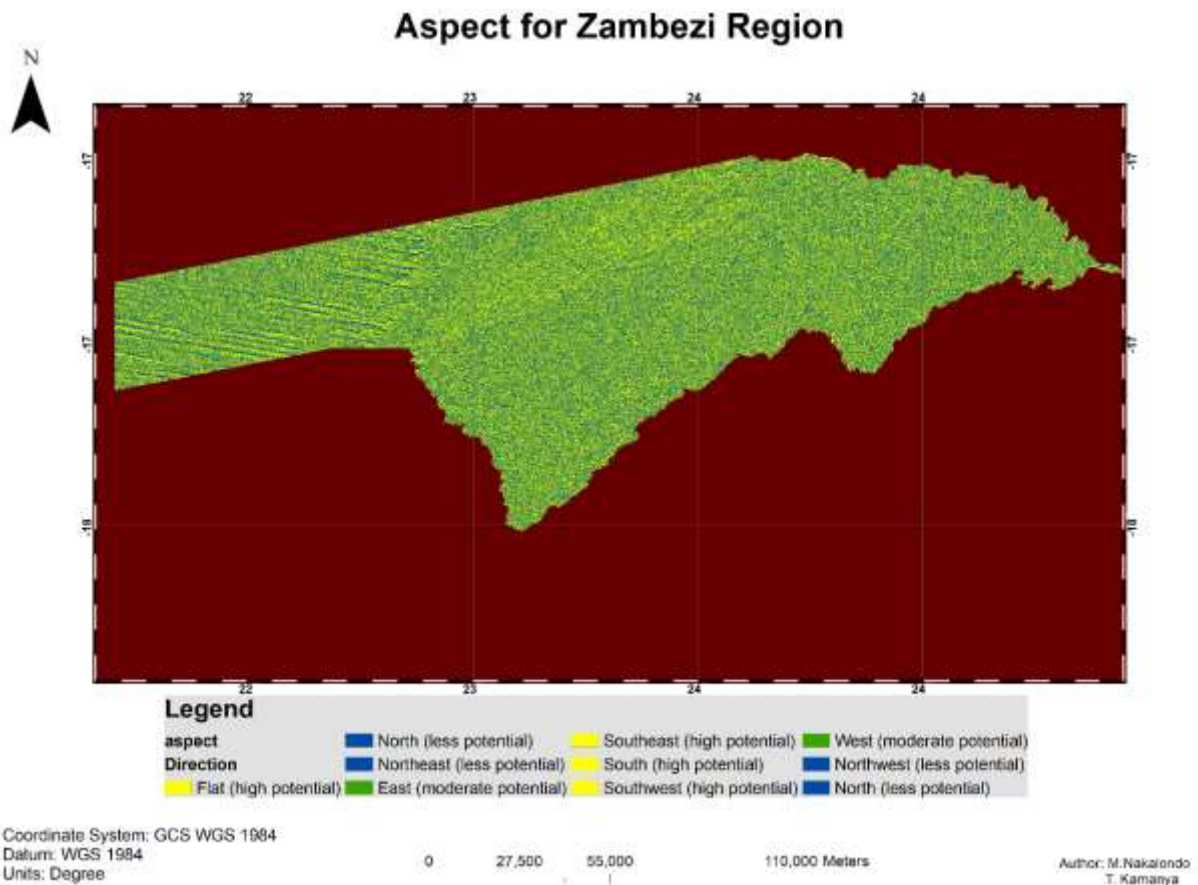 Aspect for Zambezi Region
N
22 23 24 24
-17 -17
-17 -17
-18 -18
22 23 24 24
Legend
aspect
Direction
Flat (high potential)
North (less potential)
Northeast (less potential)
East (moderate potential)
Southeast (high potential)
South (high potential)
Southwest (high potential)
West (moderate potential)
Northwest (less potential)
North (less potential)
Coordinate System: GCS WGS 1984
Datum: WGS 1984
Units: Degree
0 27,500 55,000 110,000 Meters
Author: M.Nakalondo
T. Kamanya